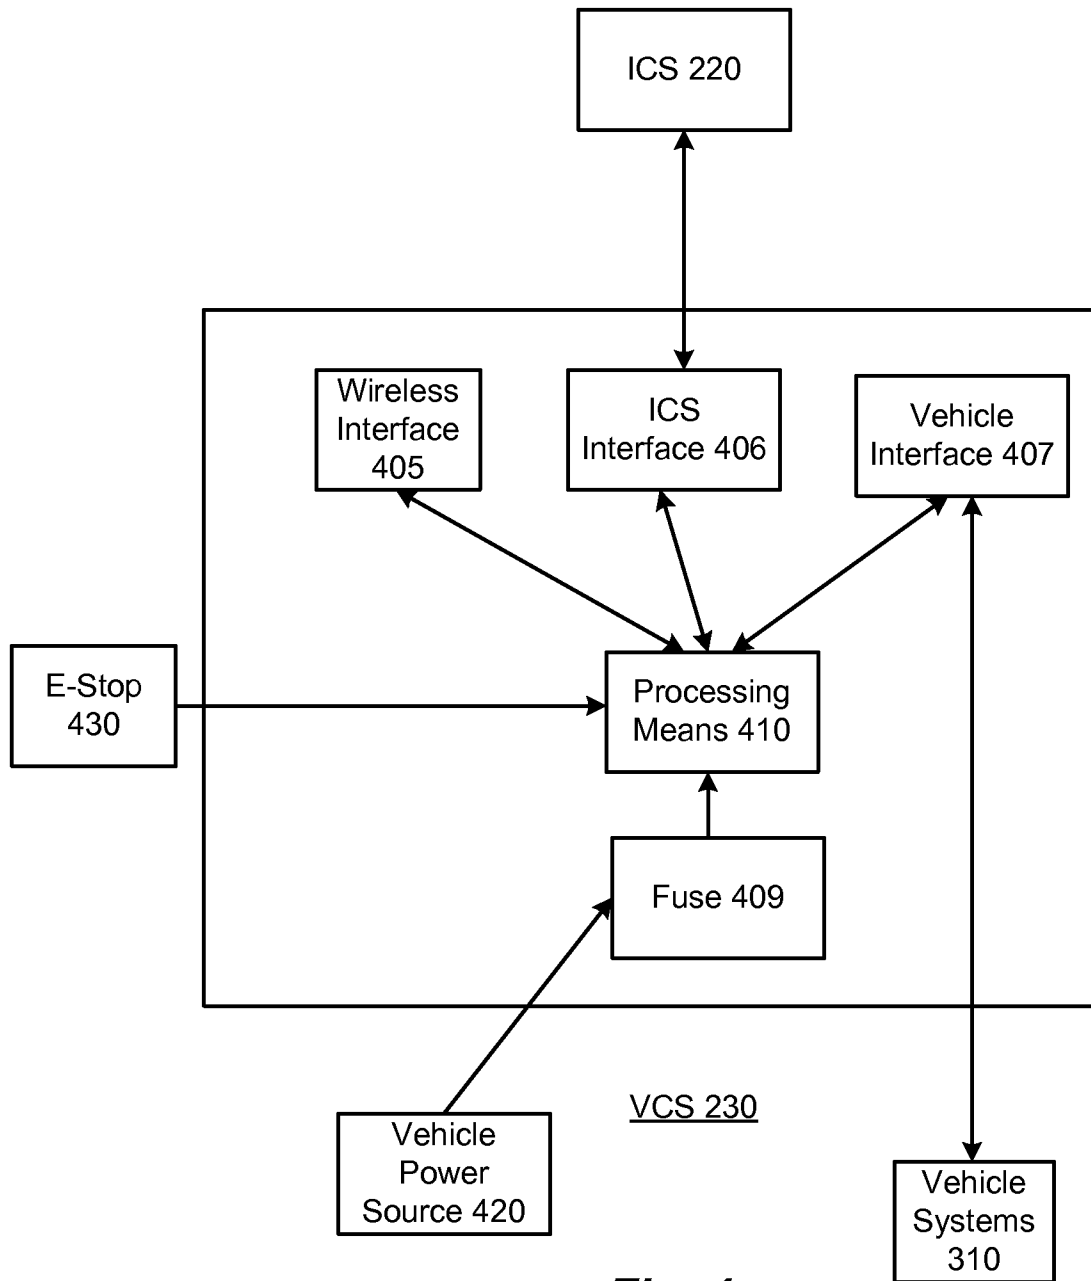 ICS 220
Wireless
Interface
405
ICS
Interface 406
Vehicle
Interface 407
E-Stop
430
Processing
Means 410
Fuse 409
VCS 230
Vehicle
Power
Source 420
Vehicle
Systems
310